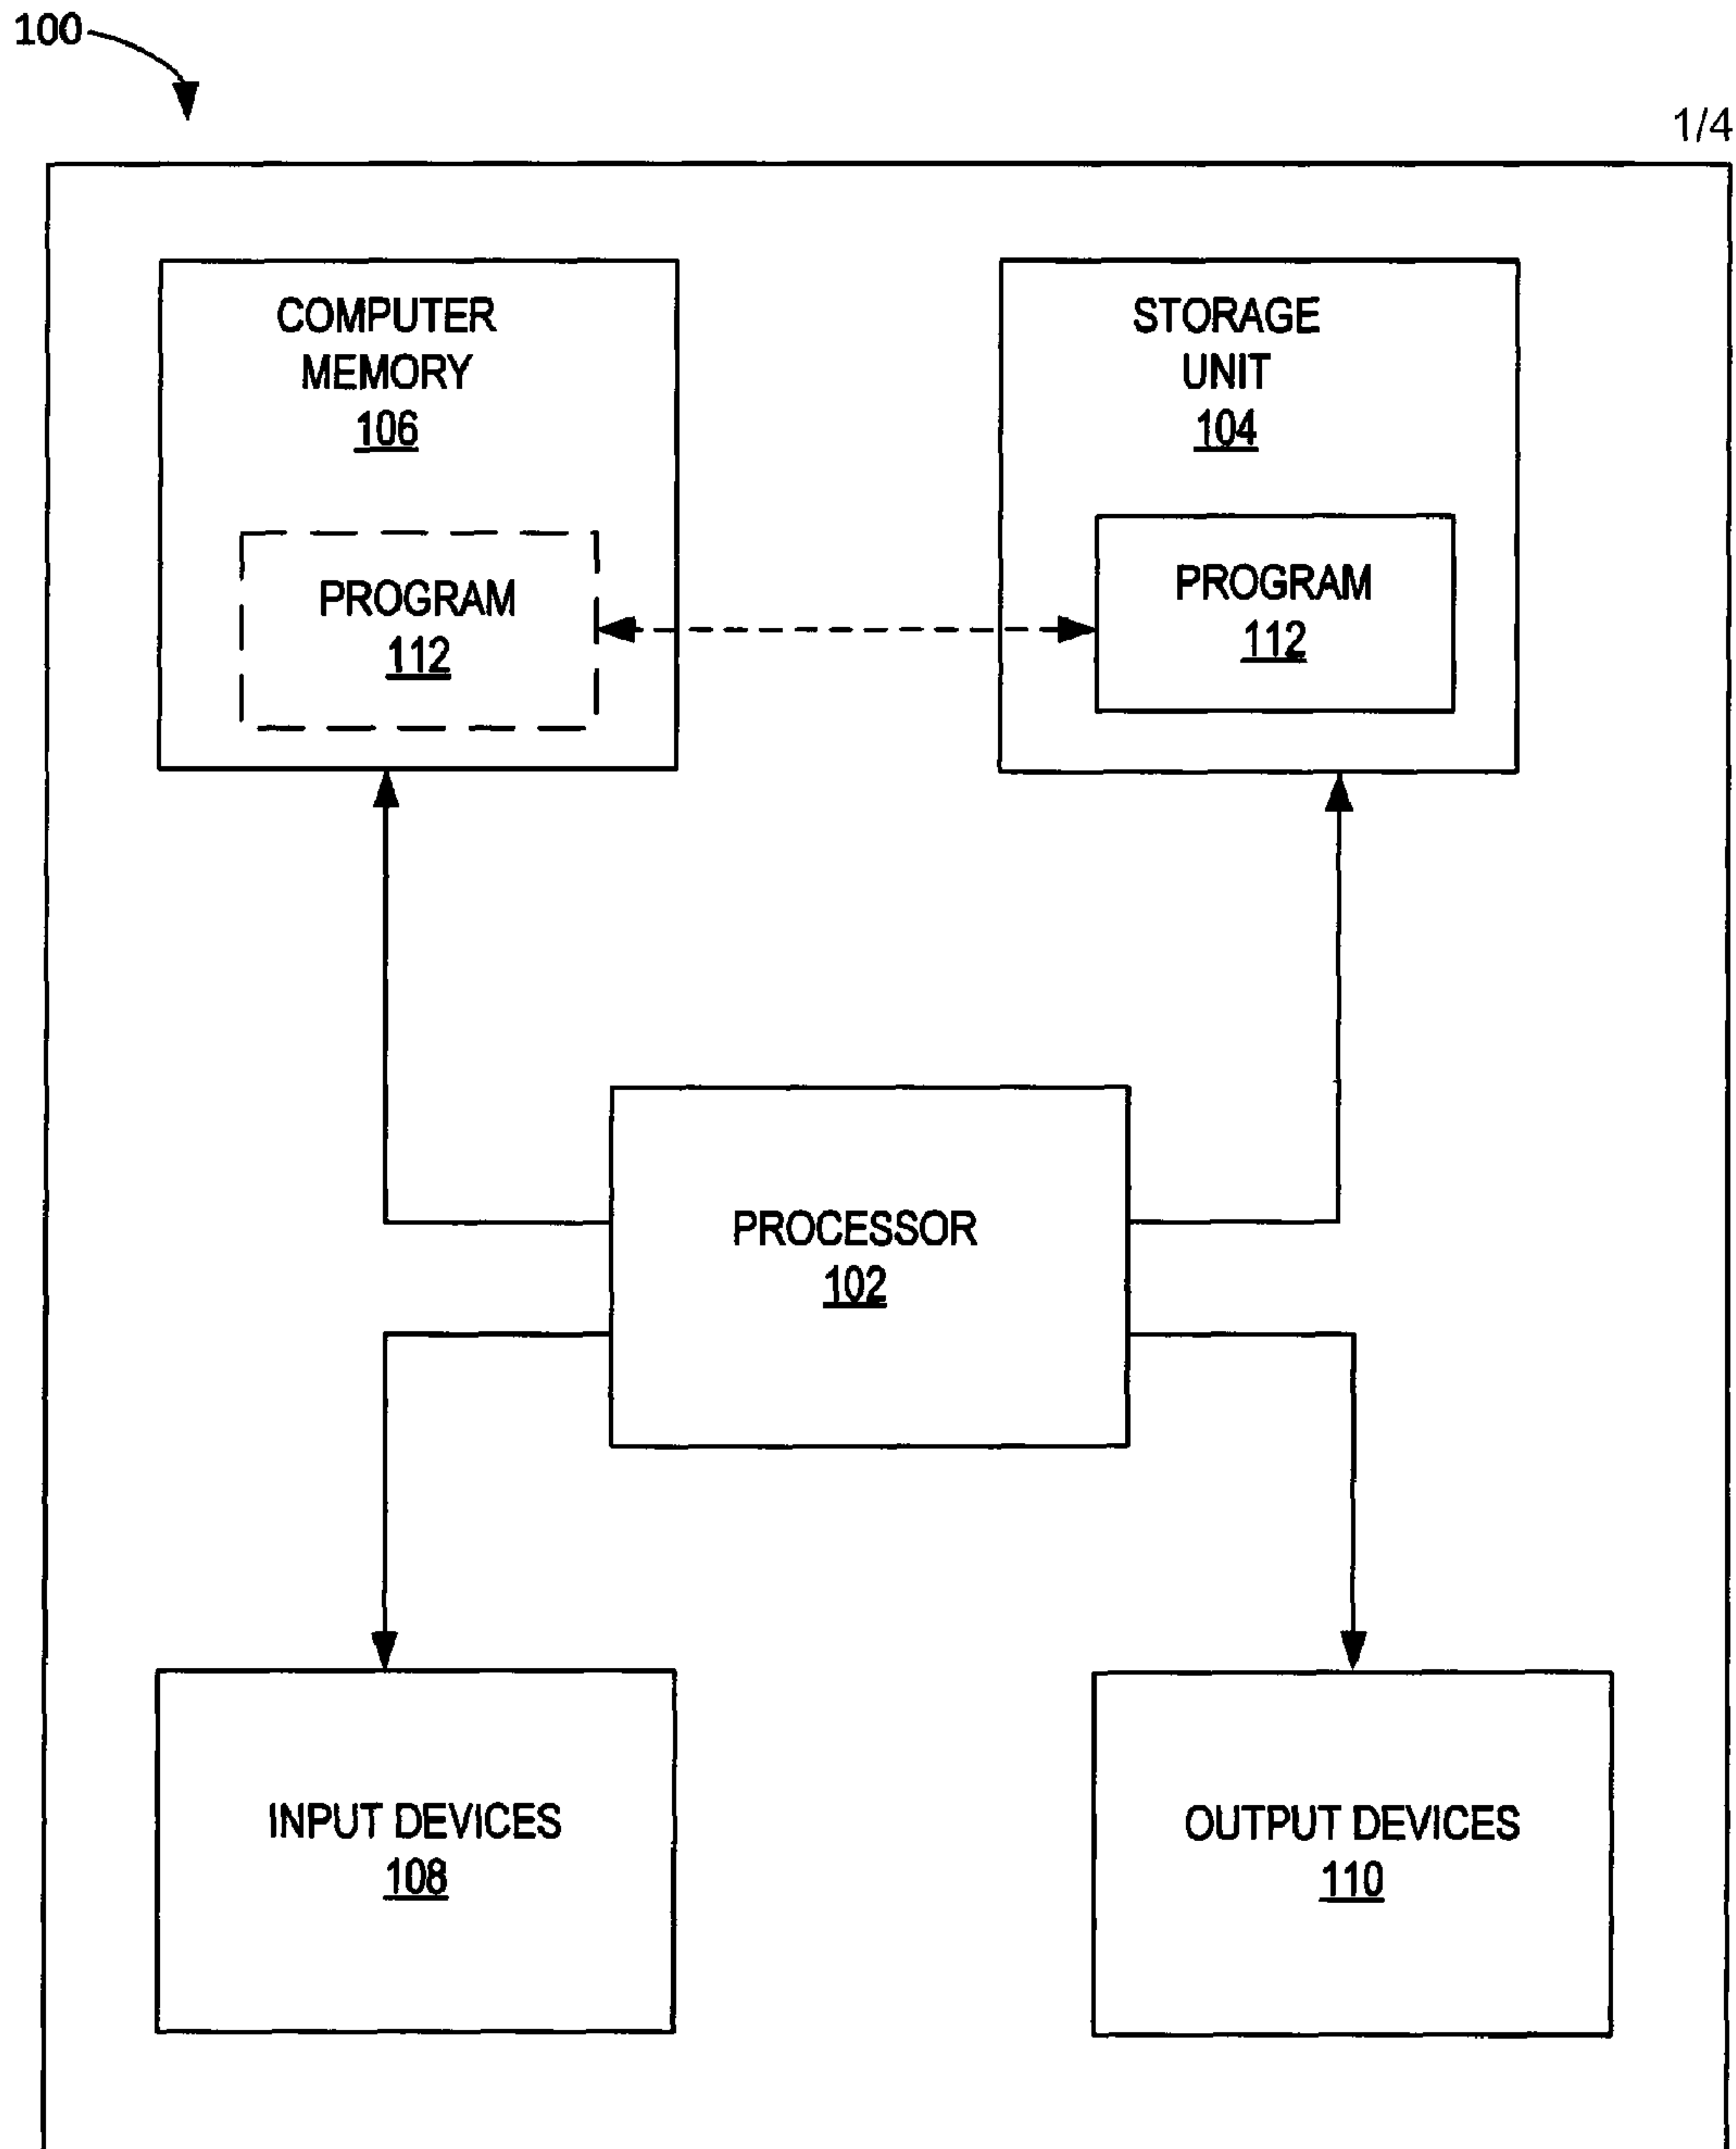 100
1/4
COMPUTER
MEMORY
106
PROGRAM
112
STORAGE
UNIT
104
PROGRAM
112
PROCESSOR
102
INPUT DEVICES
108
OUTPUT DEVICES
110